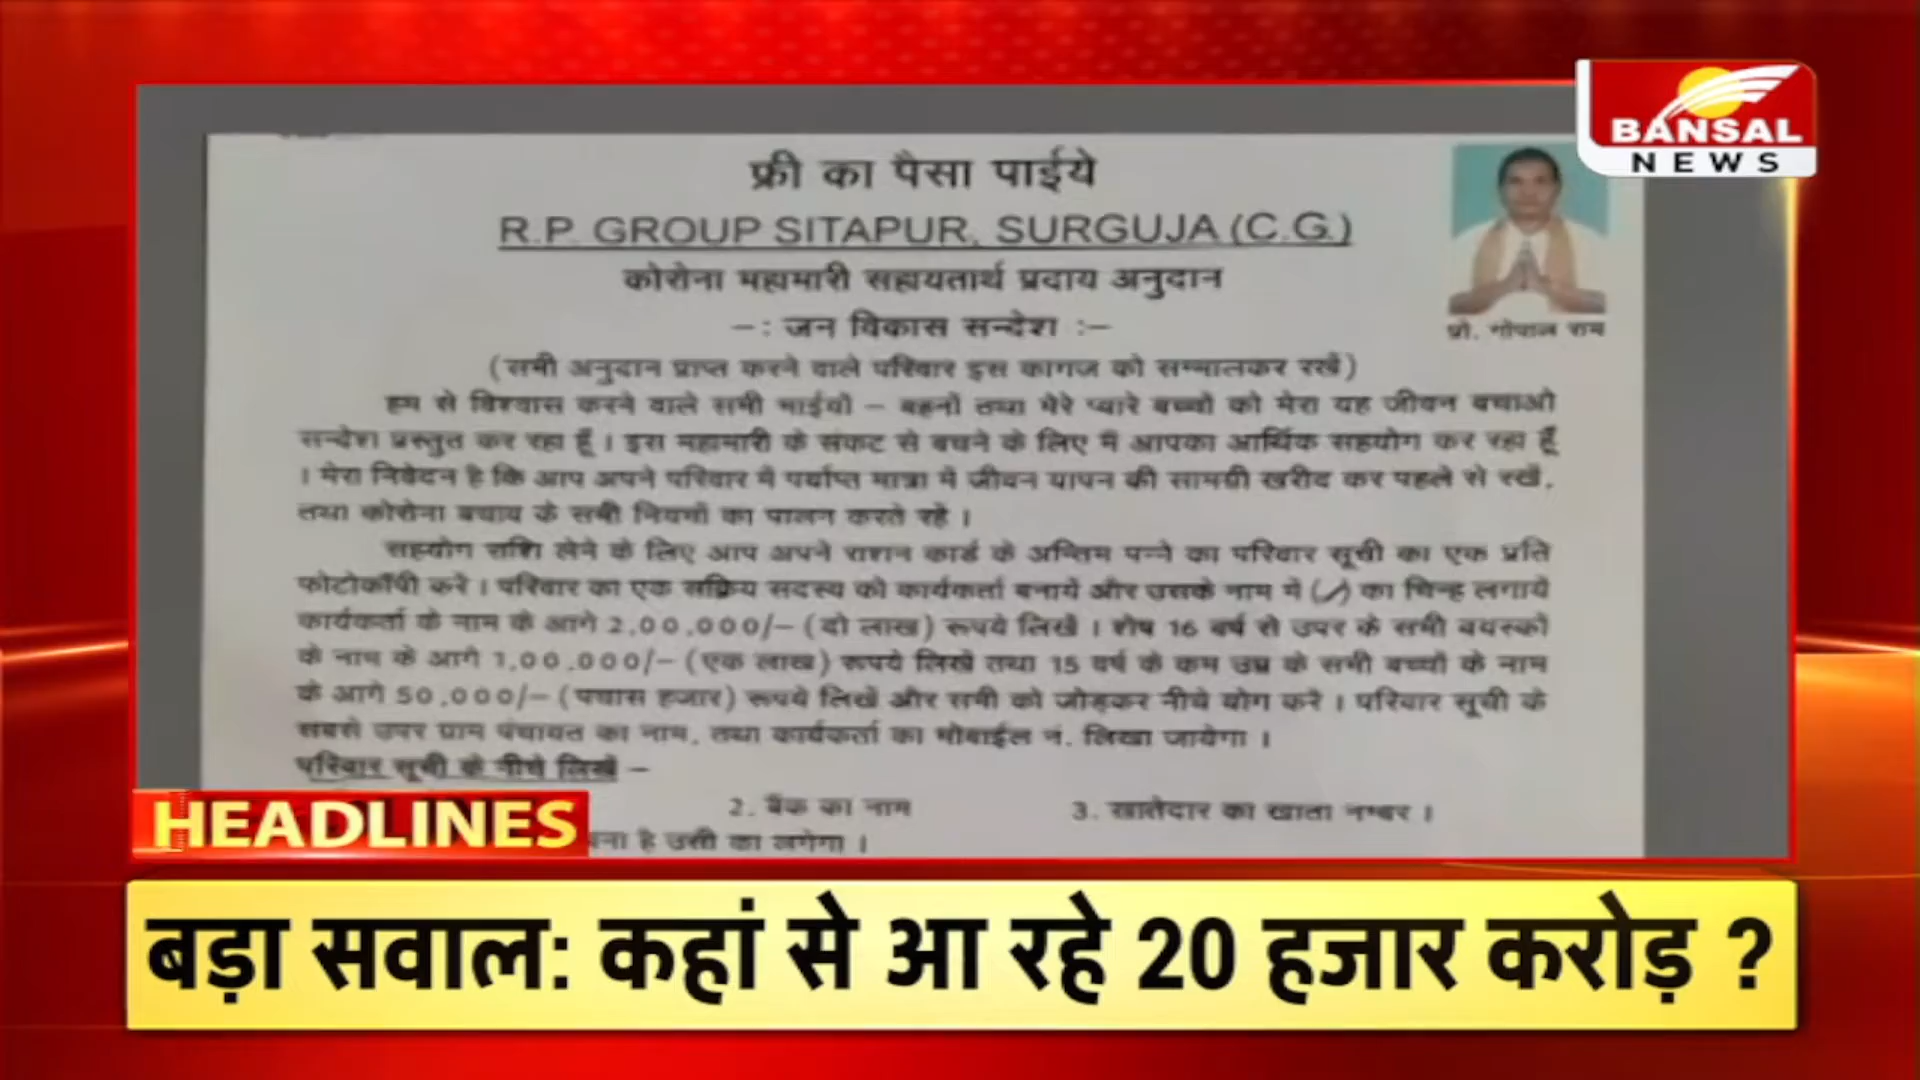 BANSAL
NEWS
फ्री का पैसा पाईये
R.P. GROUP SITAPUR, SURGUJA (C.G.)
कोरोना महामारी सहायतार्थ प्रदाय अनुदान
-: जन विकास सन्देश :-
प्रो. गोपाल राम
(सभी अनुदान प्राप्त करने वाले परिवार इस कागज को सम्भालकर रखें)
हम से विश्वास करने वाले सभी भाईयों – बहनों तथा मेरे प्यारे बच्चों को मेरा यह जीवन बचाओ
सन्देश प्रस्तुत कर रहा हूँ । इस महामारी के संकट से बचने के लिए मैं आपका आर्थिक सहयोग कर रहा हूँ
। मेरा निवेदन है कि आप अपने परिवार में पर्याप्त मात्रा में जीवन यापन की सामग्री खरीद कर पहले से रखें,
तथा कोरोना बचाव के सभी नियमों का पालन करते रहें ।
सहयोग राशि लेने के लिए आप अपने राशन कार्ड के अन्तिम पन्ने का परिवार सूची का एक प्रति
फोटोकॉपी करें । परिवार का एक सक्रिय सदस्य को कार्यकर्ता बनायें और उसके नाम में (✓) का चिन्ह लगायें
कार्यकर्ता के नाम के आगे 2,00,000/- (दो लाख) रूपये लिखें । शेष 16 वर्ष से उपर के सभी वयस्कों
के नाम के आगे 1,00,000/- (एक लाख) रूपये लिखें तथा 15 वर्ष के कम उम्र के सभी बच्चों के नाम
के आगे 50,000/- (पचास हजार) रूपये लिखें और सभी को जोड़कर नीचे योग करें । परिवार सूची के
सबसे उपर ग्राम पंचायत का नाम, तथा कार्यकर्ता का मोबाईल नं. लिखा जायेगा ।
परिवार सूची के नीचे लिखें –
2. बैंक का नाम 3. खातेदार का खाता नम्बर ।
है उसी का लगेगा ।
HEADLINES
बड़ा सवाल: कहां से आ रहे 20 हजार करोड़ ?